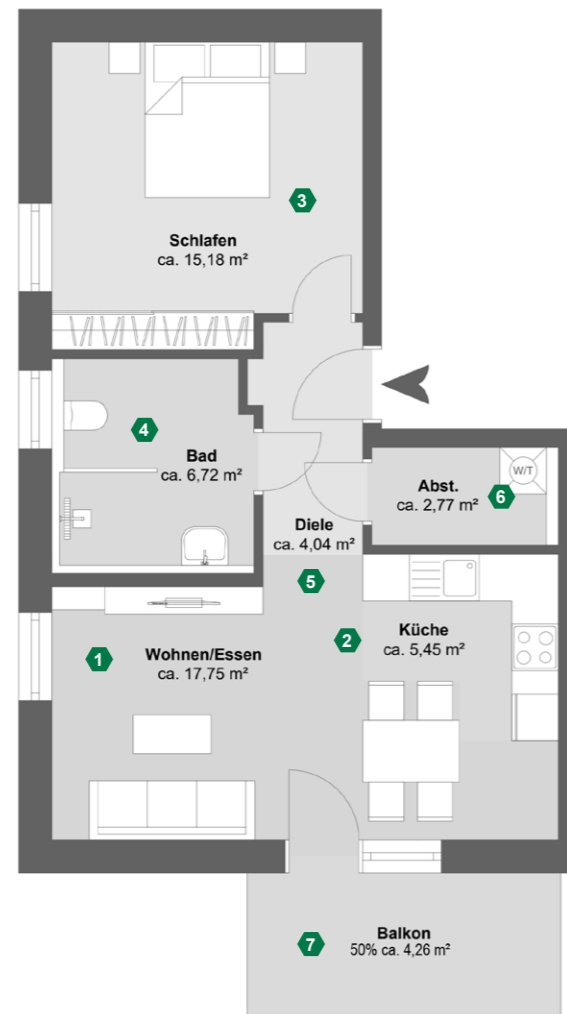 3
Schlafen
ca. 15,18 m²
4
Bad
ca. 6,72 m²
W/T
Abst.
ca. 2,77 m²
6
Diele
ca. 4,04 m²
5
2
Küche
ca. 5,45 m²
1
Wohnen/Essen
ca. 17,75 m²
7
Balkon
50% ca. 4,26 m²